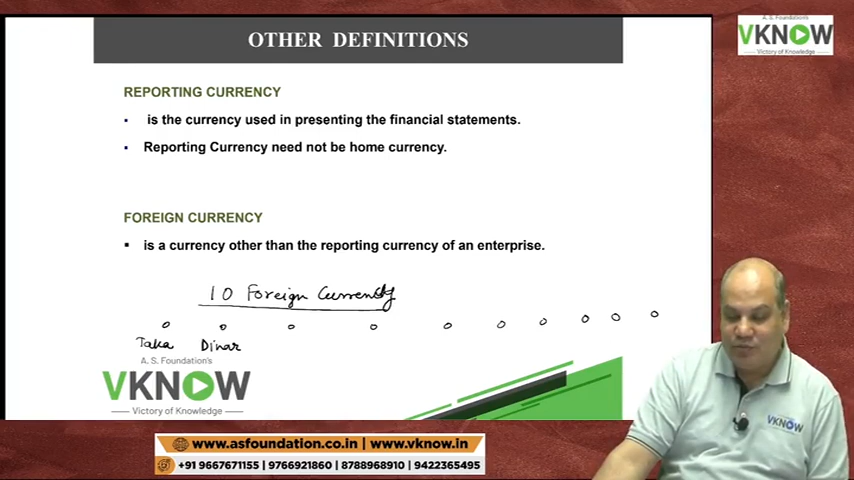 OTHER DEFINITIONS
A. S. Foundation's
VKNOW
Victory of Knowledge
REPORTING CURRENCY
is the currency used in presenting the financial statements.
Reporting Currency need not be home currency.
FOREIGN CURRENCY
is a currency other than the reporting currency of an enterprise.
10 Foreign Currency
Taka Dinar
A. S. Foundation's
VKNOW
Victory of Knowledge
VKNOW
www.asfoundation.co.in | www.vknow.in
+91 9667671155 | 9766921860 | 8788968910 | 9422365495